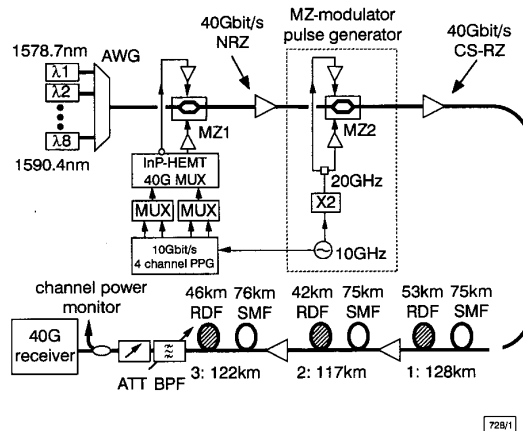 1578.7nm
λ1
λ2
λ8
1590.4nm
AWG
40Gbit/s
NRZ
MZ-modulator
pulse generator
40Gbit/s
CS-RZ
MZ1
MZ2
InP-HEMT
40G MUX
MUX
MUX
10Gbit/s
4 channel PPG
20GHz
X2
10GHz
channel power
monitor
40G
receiver
ATT BPF
46km
RDF
76km
SMF
42km
RDF
75km
SMF
53km
RDF
75km
SMF
3: 122km
2: 117km
1: 128km
728/1